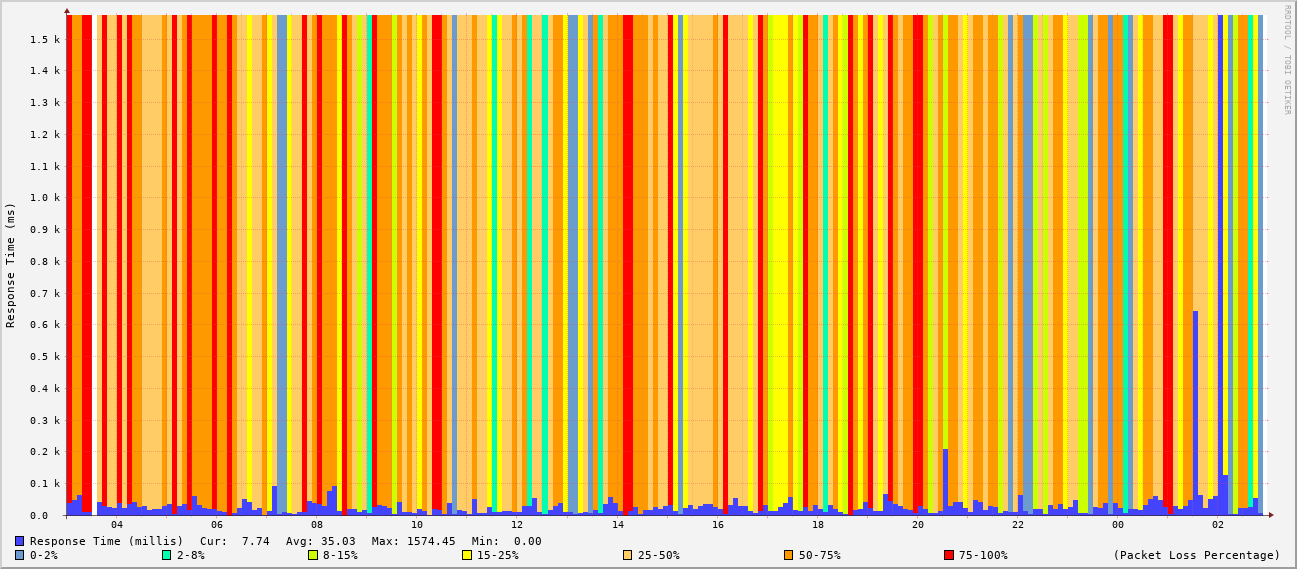 RRDTOOL / TOBI OETIKER
Response Time (ms)
1.5 k
1.4 k
1.3 k
1.2 k
1.1 k
1.0 k
0.9 k
0.8 k
0.7 k
0.6 k
0.5 k
0.4 k
0.3 k
0.2 k
0.1 k
0.0
04 06 08 10 12 14 16 18 20 22 00 02
Response Time (millis) Cur: 7.74 Avg: 35.03 Max: 1574.45 Min: 0.00
0-2% 2-8% 8-15% 15-25% 25-50% 50-75% 75-100% (Packet Loss Percentage)